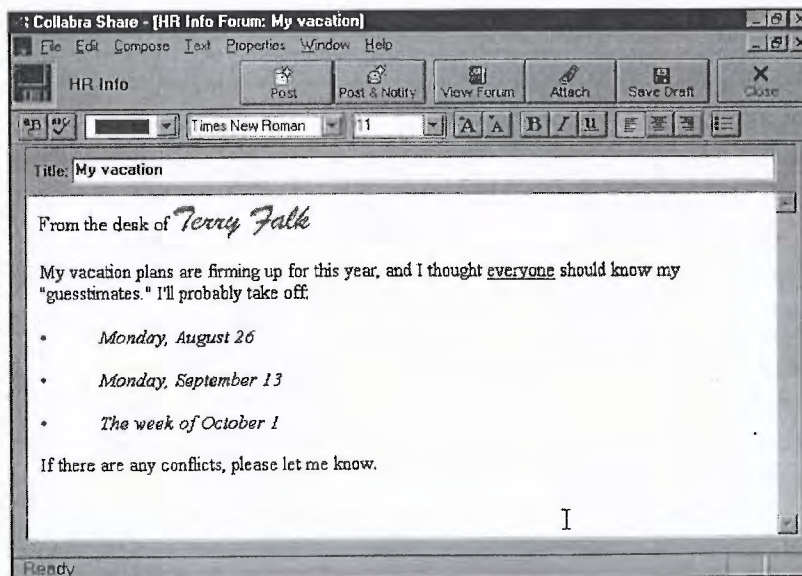 Collabra Share - [HR Info Forum: My vacation]
File Edit Compose Text Properties Window Help
HR Info Post Post & Notify View Forum Attach Save Draft Close
Times New Roman 11 A A B I u
Title: My vacation
From the desk of Terry Falk
My vacation plans are firming up for this year, and I thought everyone should know my
"guesstimates." I'll probably take off:
• Monday, August 26
• Monday, September 13
• The week of October 1
If there are any conflicts, please let me know.
Ready